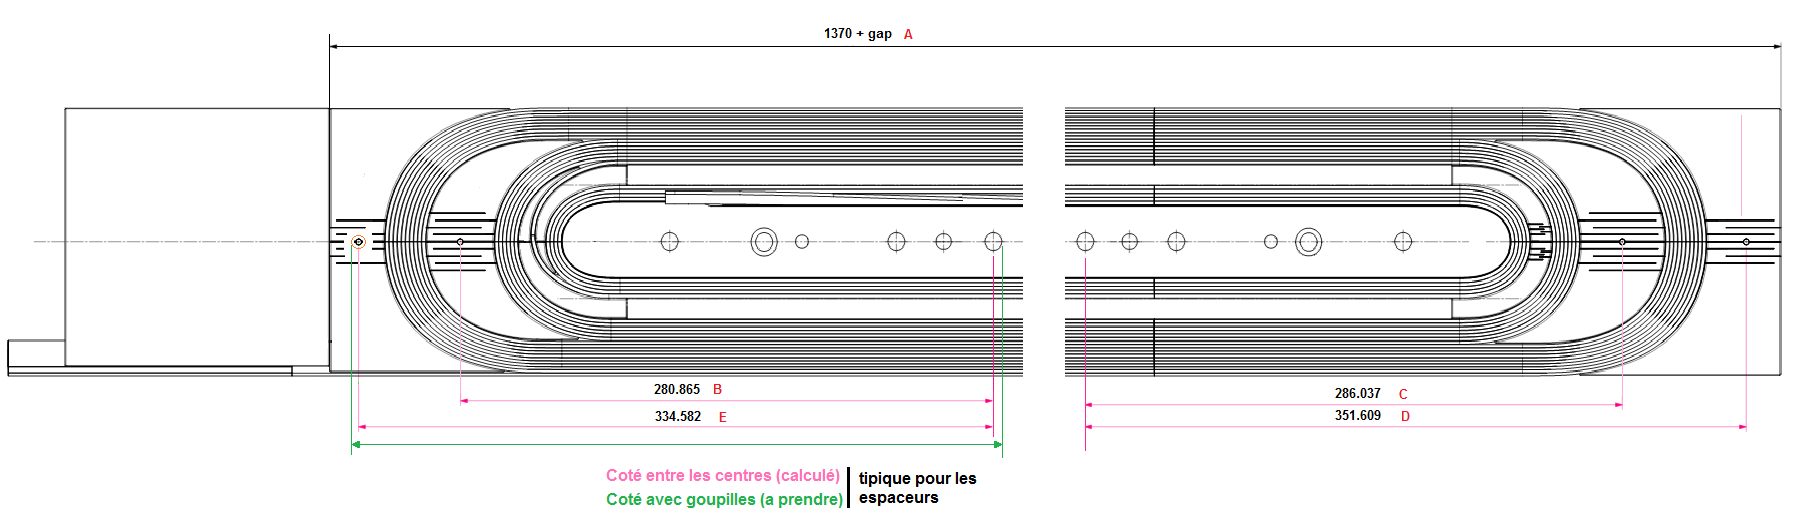 1370 + gap A
280.865 B
286.037 C
334.582 E
351.609 D
Coté entre les centres (calculé)
Coté avec goupilles (a prendre)
tipique pour les
espaceurs